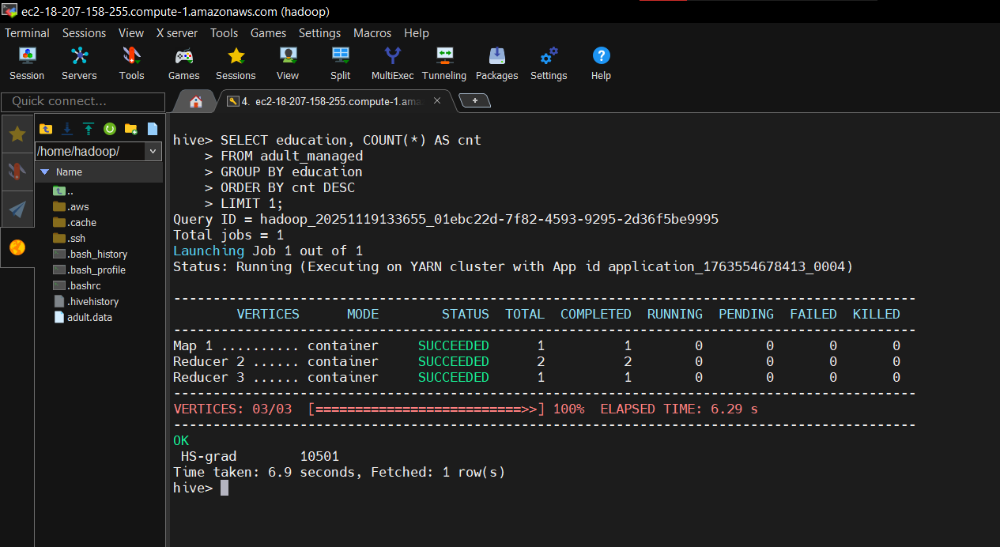 ec2-18-207-158-255.compute-1.amazonaws.com (hadoop)
Terminal Sessions View X server Tools Games Settings Macros Help
Session Servers Tools Games Sessions View Split MultiExec Tunneling Packages Settings Help
Quick connect...
4. ec2-18-207-158-255.compute-1.ama
/home/hadoop/
Name
..
.aws
.cache
.ssh
.bash_history
.bash_profile
.bashrc
.hivehistory
adult.data
hive> SELECT education, COUNT(*) AS cnt
    > FROM adult_managed
    > GROUP BY education
    > ORDER BY cnt DESC
    > LIMIT 1;
Query ID = hadoop_20251119133655_01ebc22d-7f82-4593-9295-2d36f5be9995
Total jobs = 1
Launching Job 1 out of 1
Status: Running (Executing on YARN cluster with App id application_1763554678413_0004)
----------------------------------------------------------------------------------------------
        VERTICES      MODE        STATUS  TOTAL  COMPLETED  RUNNING  PENDING  FAILED  KILLED
----------------------------------------------------------------------------------------------
Map 1 .......... container     SUCCEEDED      1          1        0        0       0       0
Reducer 2 ...... container     SUCCEEDED      2          2        0        0       0       0
Reducer 3 ...... container     SUCCEEDED      1          1        0        0       0       0
----------------------------------------------------------------------------------------------
VERTICES: 03/03  [==========================>>] 100%  ELAPSED TIME: 6.29 s
----------------------------------------------------------------------------------------------
OK
 HS-grad        10501
Time taken: 6.9 seconds, Fetched: 1 row(s)
hive>